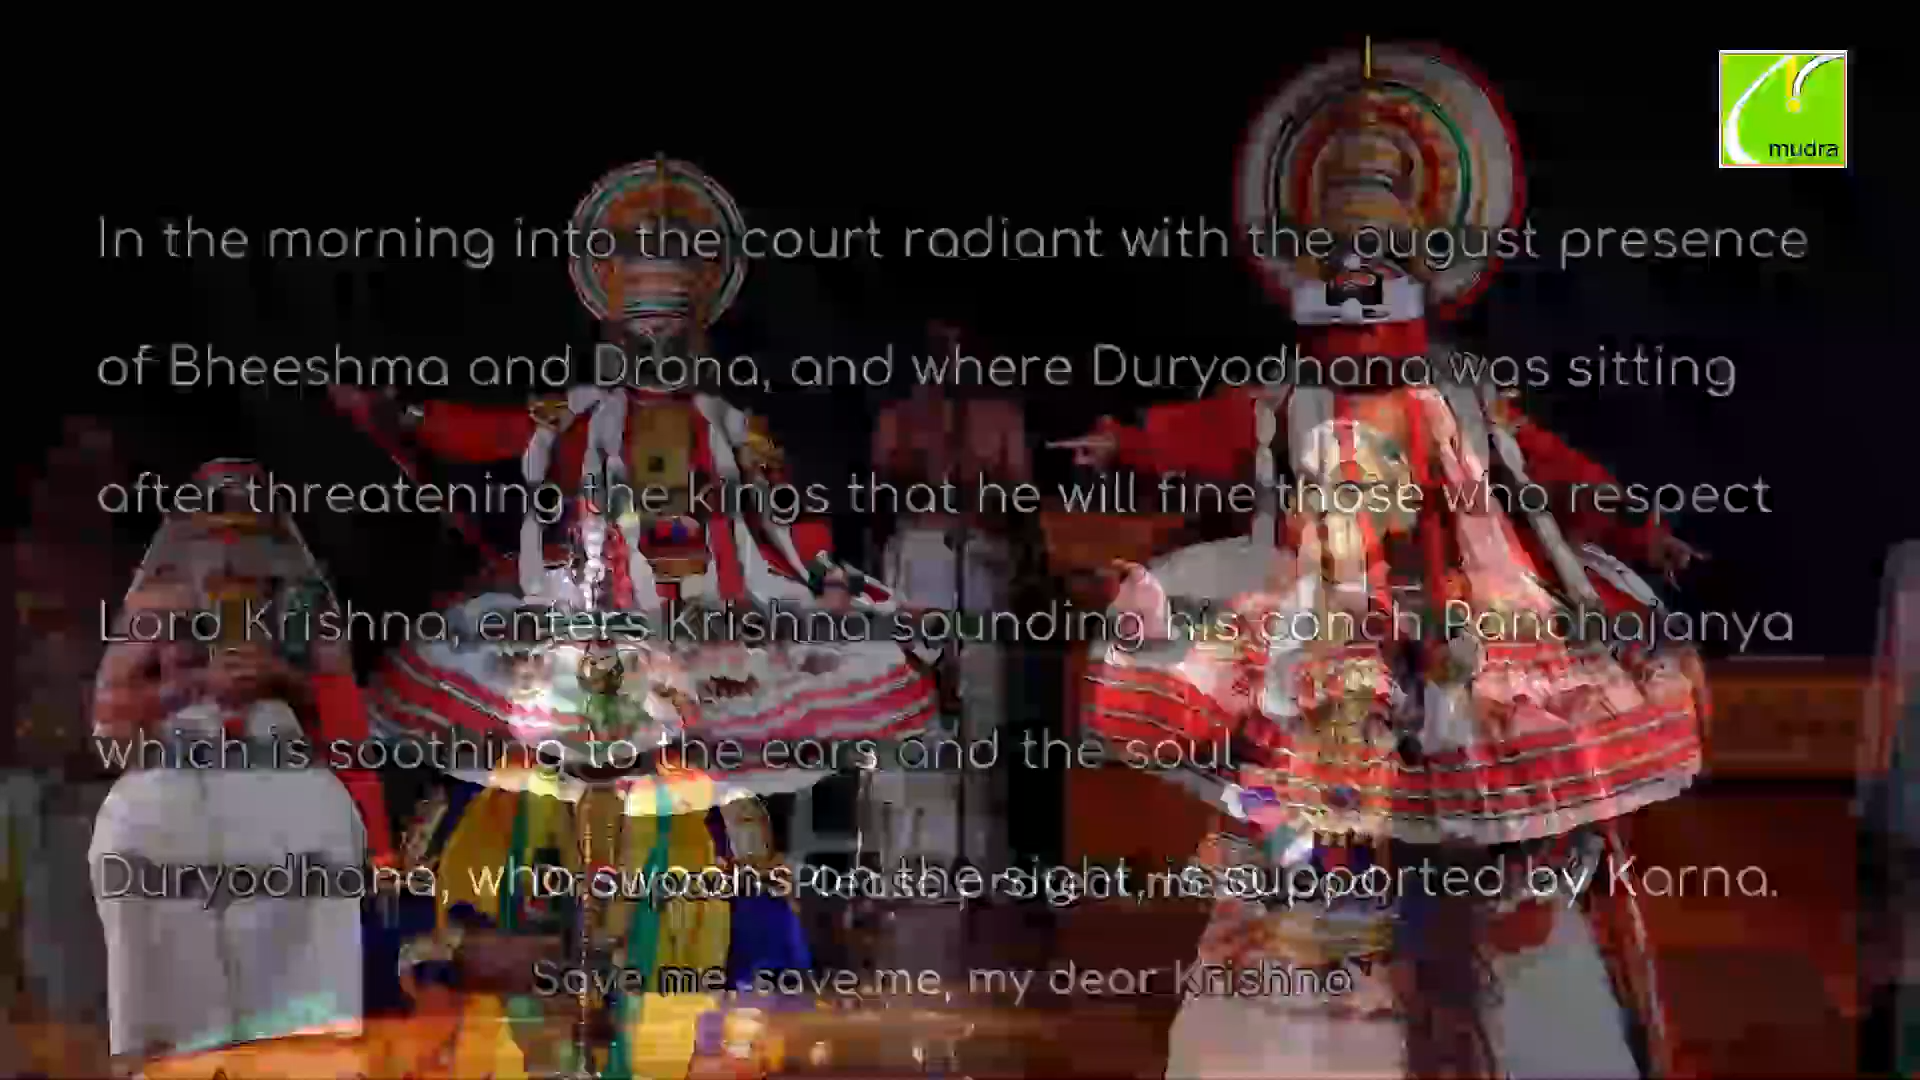 mudra
In the morning into the court radiant with the august presence
of Bheeshma and Drona, and where Duryodhana was sitting
after threatening the kings that he will fine those who respect
Lord Krishna, enters Krishna sounding his conch Panchajanya
which is soothing to the ears and the soul.
Duryodhana, who swoons on the sight, is supported by Karna.
Save me, save me, my dear Krishna